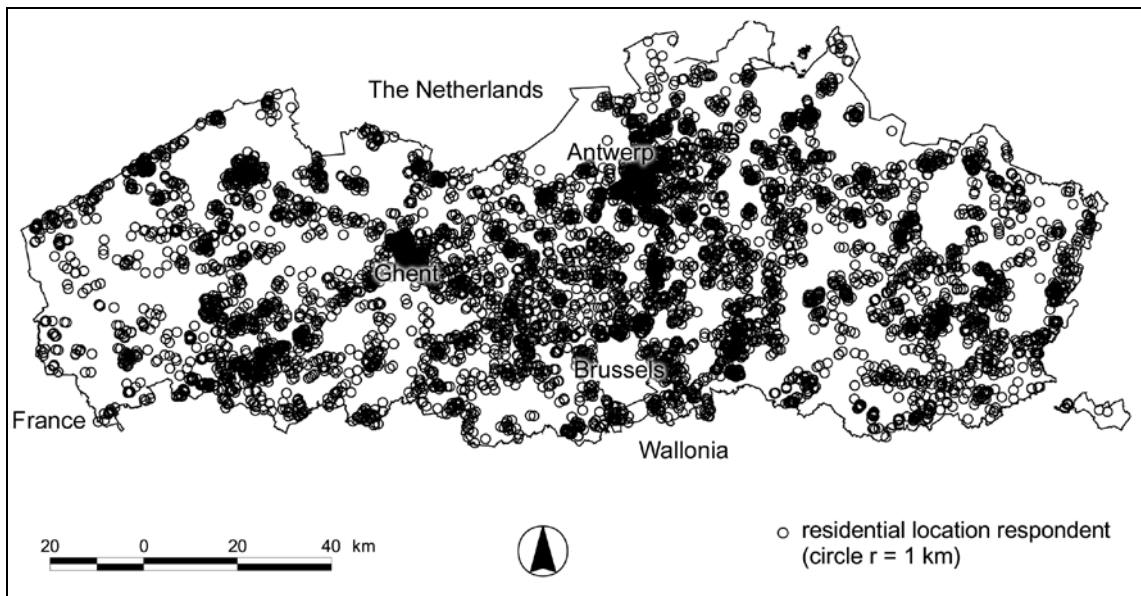 The Netherlands
Antwerp
Ghent
Brussels
France
Wallonia
20 0 20 40 km
residential location respondent
(circle r = 1 km)